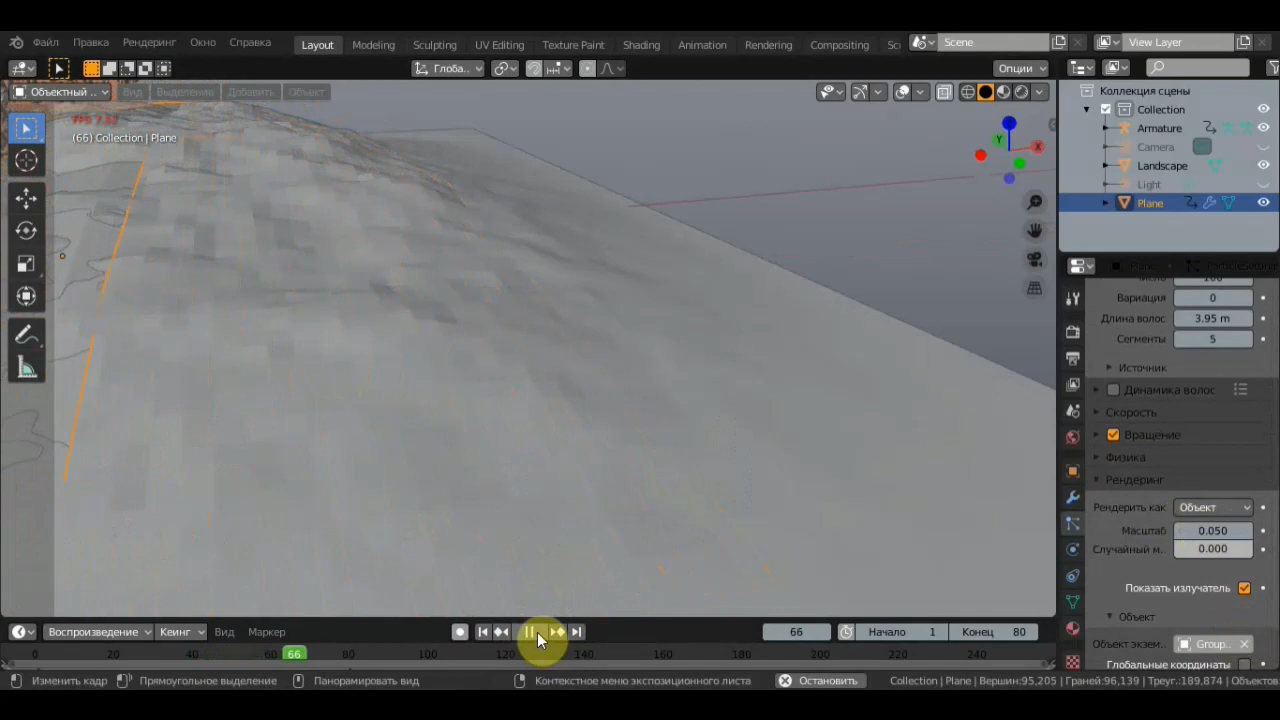 Файл Правка Рендеринг Окно Справка Layout Modeling Sculpting UV Editing Texture Paint Shading Animation Rendering Compositing Sc Scene View Layer
Глоба.. Опции
Объектный .. Вид Выделение Добавить Объект
Коллекция сцены
Collection
(66) Collection | Plane
Armature
Camera
Landscape
Light
Plane
Z
Y
X
Вариация 0
Длина волос 3.95 m
Сегменты 5
Источник
Динамика волос
Скорость
Вращение
Физика
Рендеринг
Рендерить как Объект
Масштаб 0.050
Случайный м.. 0.000
Показать излучатель
Объект
Объект экзем.. Group..
Глобальные координаты
Воспроизведение Кеинг Вид Маркер 66 Начало 1 Конец 80
0 20 40 66 80 100 120 140 160 180 200 220 240
Изменить кадр Прямоугольное выделение Панорамировать вид Контекстное меню экспозиционного листа Остановить Collection | Plane | Вершин:95,205 | Граней:96,139 | Треуг.:189,874 | Объектов: